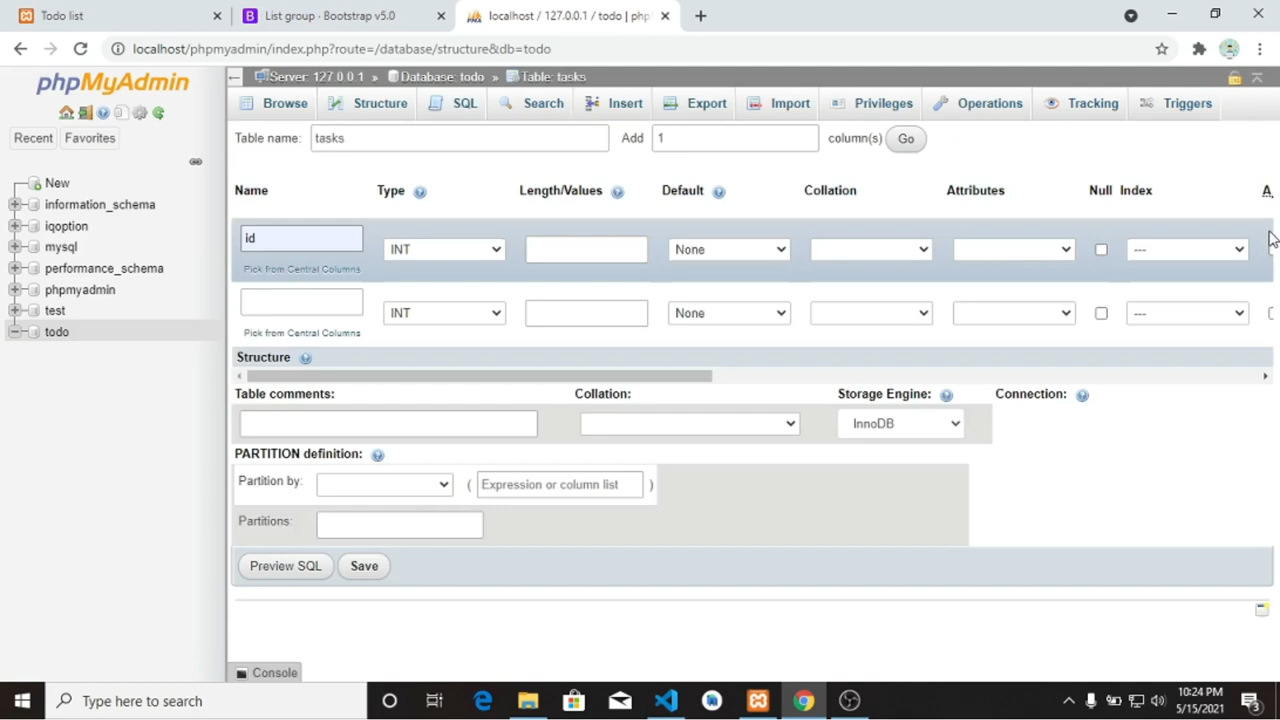 Todo list
List group · Bootstrap v5.0
localhost / 127.0.0.1 / todo | php
localhost/phpmyadmin/index.php?route=/database/structure&db=todo
phpMyAdmin
Server: 127.0.0.1 » Database: todo » Table: tasks
Browse Structure SQL Search Insert Export Import Privileges Operations Tracking Triggers
Recent Favorites
Table name: tasks Add 1 column(s) Go
New
information_schema
iqoption
mysql
performance_schema
phpmyadmin
test
todo
Name Type Length/Values Default Collation Attributes Null Index A
id INT None ---
Pick from Central Columns
INT None ---
Pick from Central Columns
Structure
Table comments: Collation: Storage Engine: Connection:
InnoDB
PARTITION definition:
Partition by: ( Expression or column list )
Partitions:
Preview SQL Save
Console
Type here to search
10:24 PM
5/15/2021
3